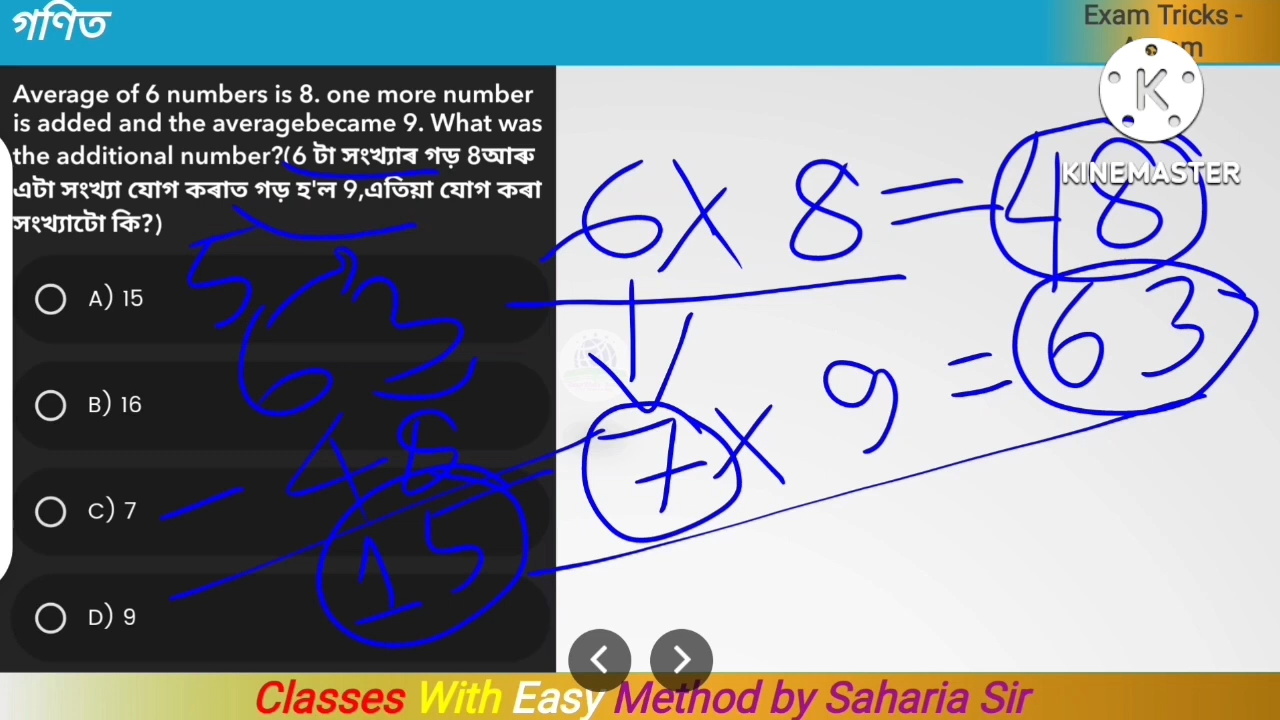 গণিত
Exam Tricks -
KINEMASTER
Average of 6 numbers is 8. one more number
is added and the averagebecame 9. What was
the additional number?(6 টা সংখ্যাৰ গড় 8আৰু
এটা সংখ্যা যোগ কৰাত গড় হ'ল 9,এতিয়া যোগ কৰা
সংখ্যাটো কি?)
A) 15
B) 16
C) 7
D) 9
6 X 8 = 48
7 X 9 = 63
5
63
- 48
15
Classes With Easy Method by Saharia Sir